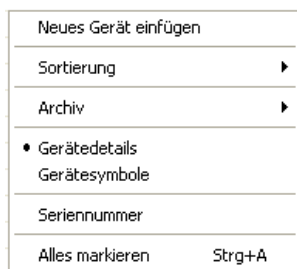 Neues Gerät einfügen
Sortierung
Archiv
Gerätedetails
Gerätesymbole
Seriennummer
Alles markieren Strg+A